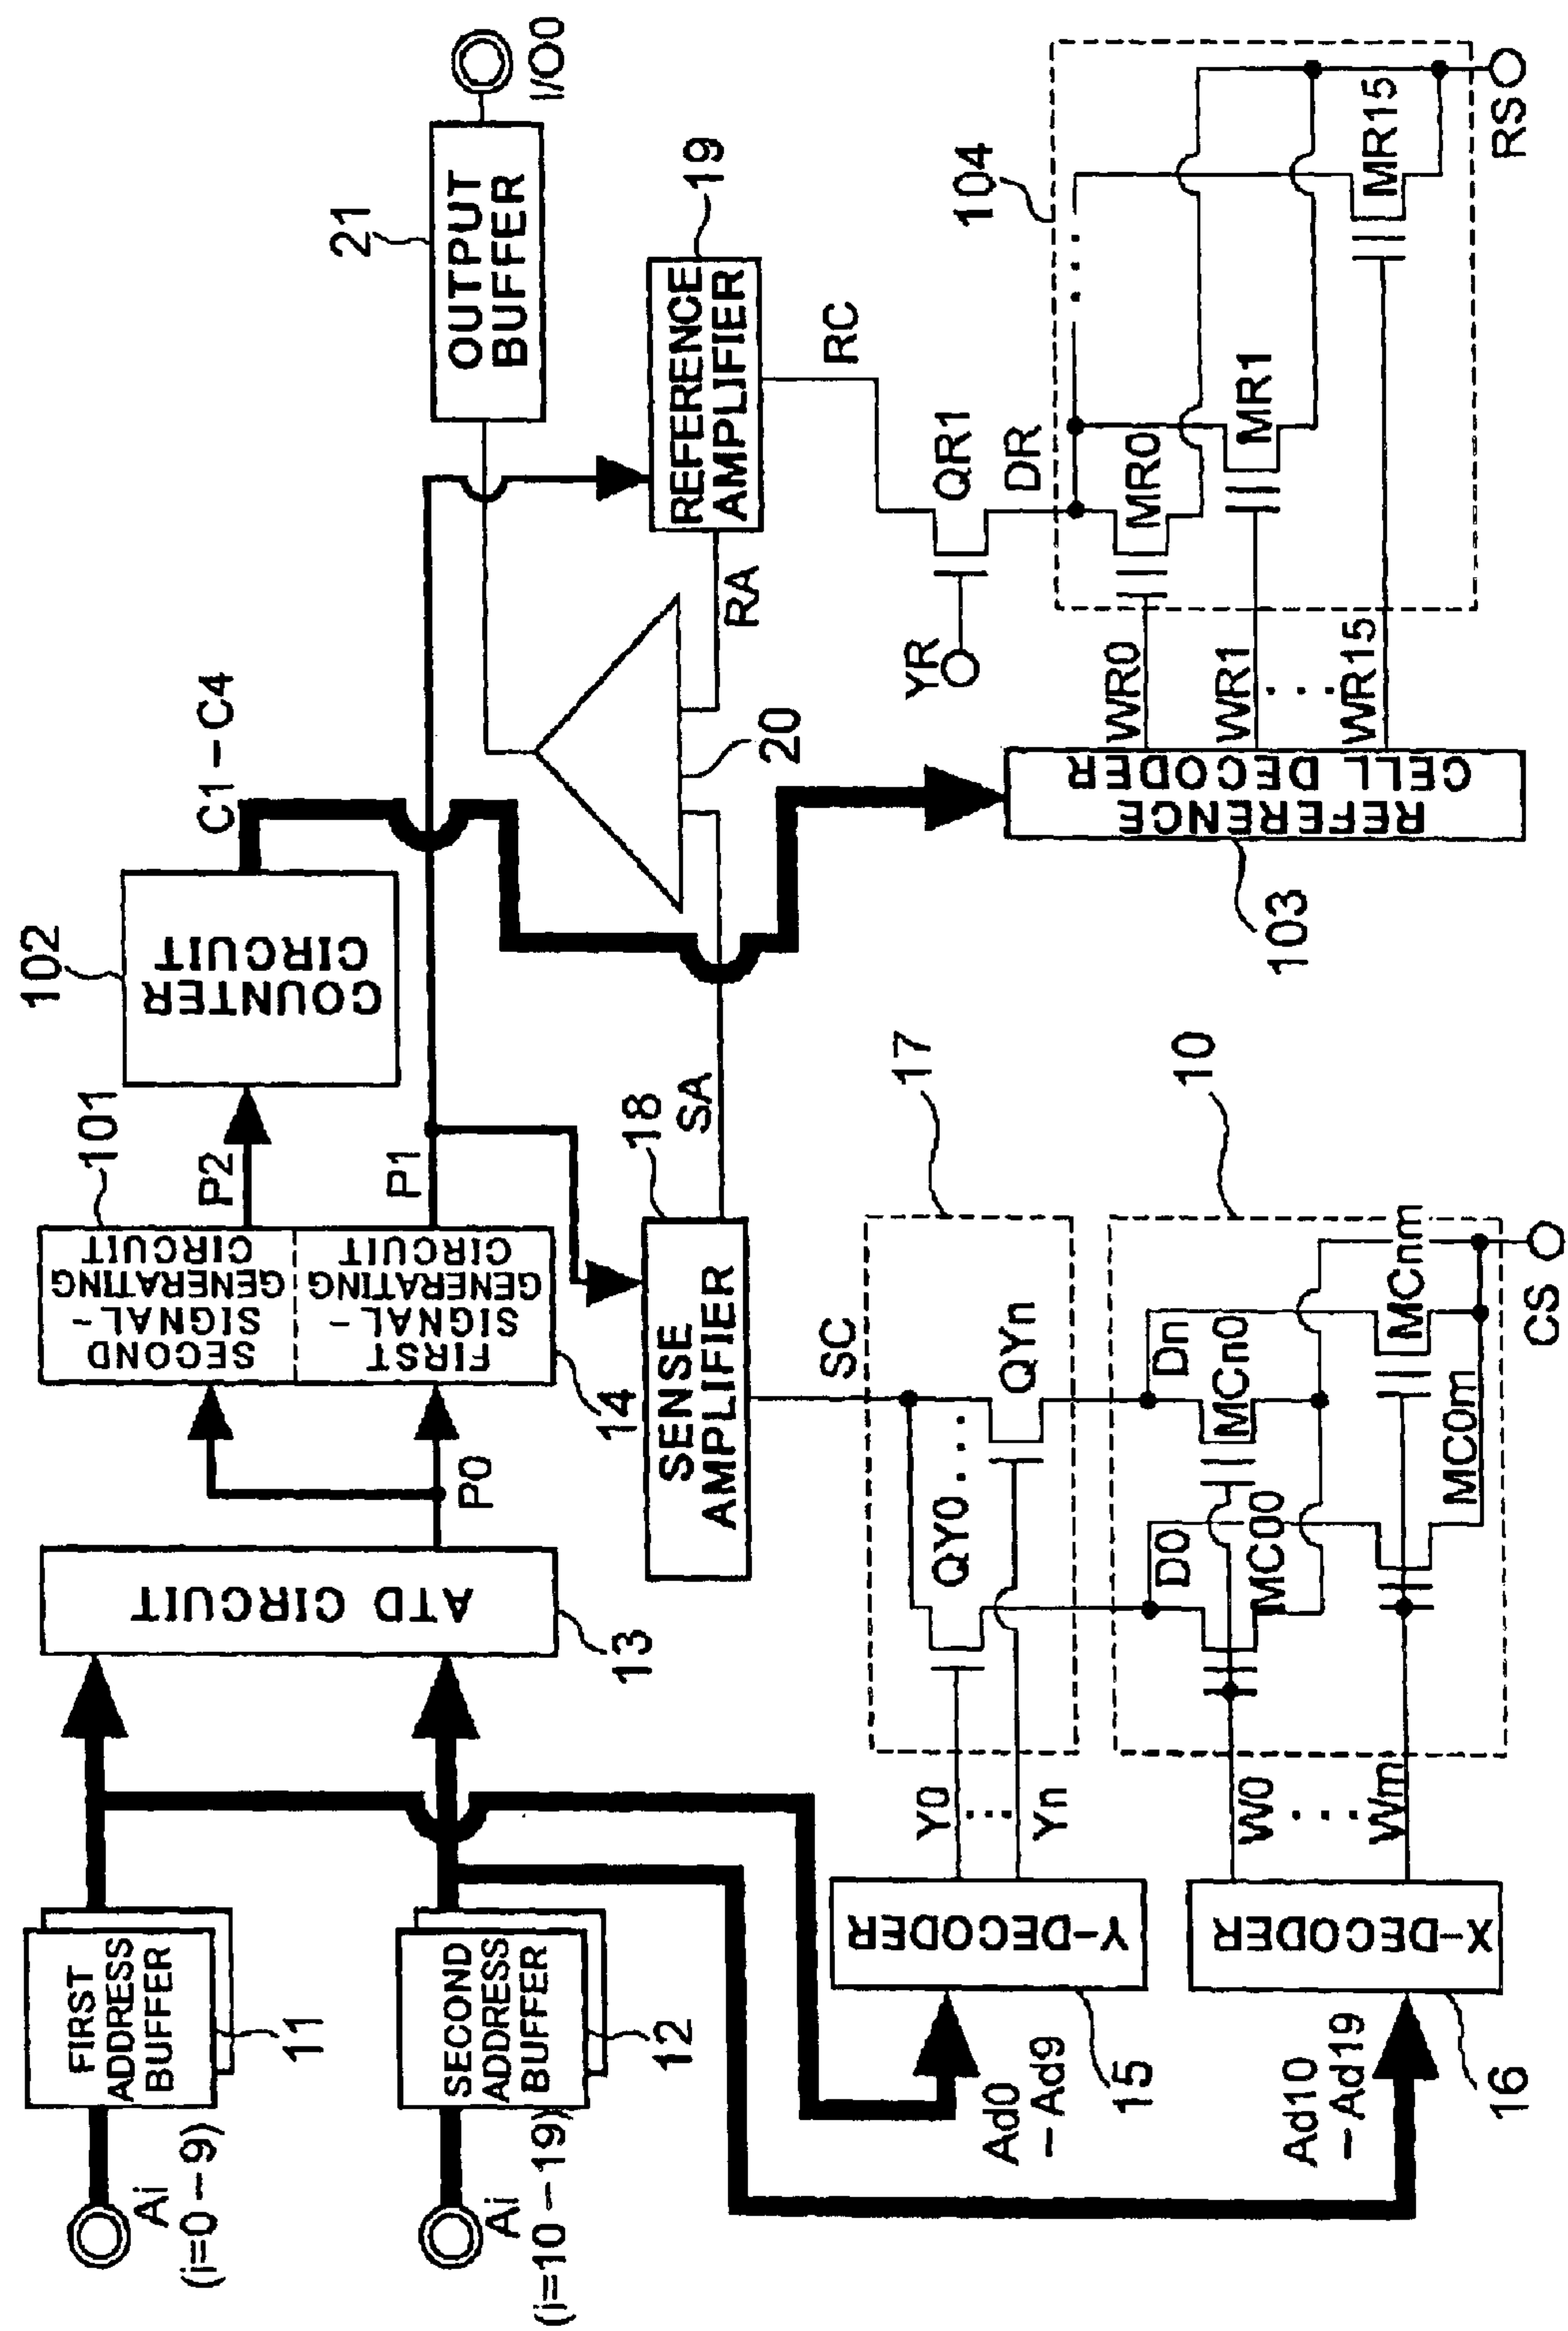 Ai
(i=0-9)
FIRST
ADDRESS
BUFFER
11
Ai
(i=10-19)
SECOND
ADDRESS
BUFFER
12
ATD CIRCUIT
13
P0
SECOND
SIGNAL-
GENERATING
CIRCUIT
101
FIRST
SIGNAL-
GENERATING
CIRCUIT
14
P2
P1
COUNTER
CIRCUIT
102
C1-C4
OUTPUT
BUFFER
21
I/O0
SENSE
AMPLIFIER
18
SA
20
RA
REFERENCE
AMPLIFIER
19
RC
Ad0
-Ad9
Y-DECODER
15
Y0
...
Yn
QY0
...
QYn
SC
17
YR
QR1
DR
104
Ad10
-Ad19
X-DECODER
16
W0
...
Wm
D0
MC00
Dn
MCn0
MC0m
MCnm
10
CS
REFERENCE
CELL DECODER
103
WR0
WR1
...
WR15
MR0
MR1
...
MR15
RS